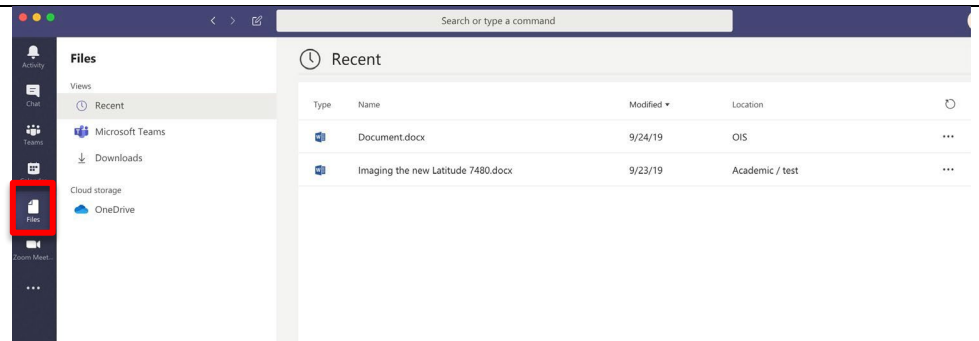 Search or type a command
Activity
Chat
Teams
Files
Zoom Meet...
Files
Views
Recent
Microsoft Teams
Downloads
Cloud storage
OneDrive
Recent
Type Name Modified Location
Document.docx 9/24/19 OIS
Imaging the new Latitude 7480.docx 9/23/19 Academic / test